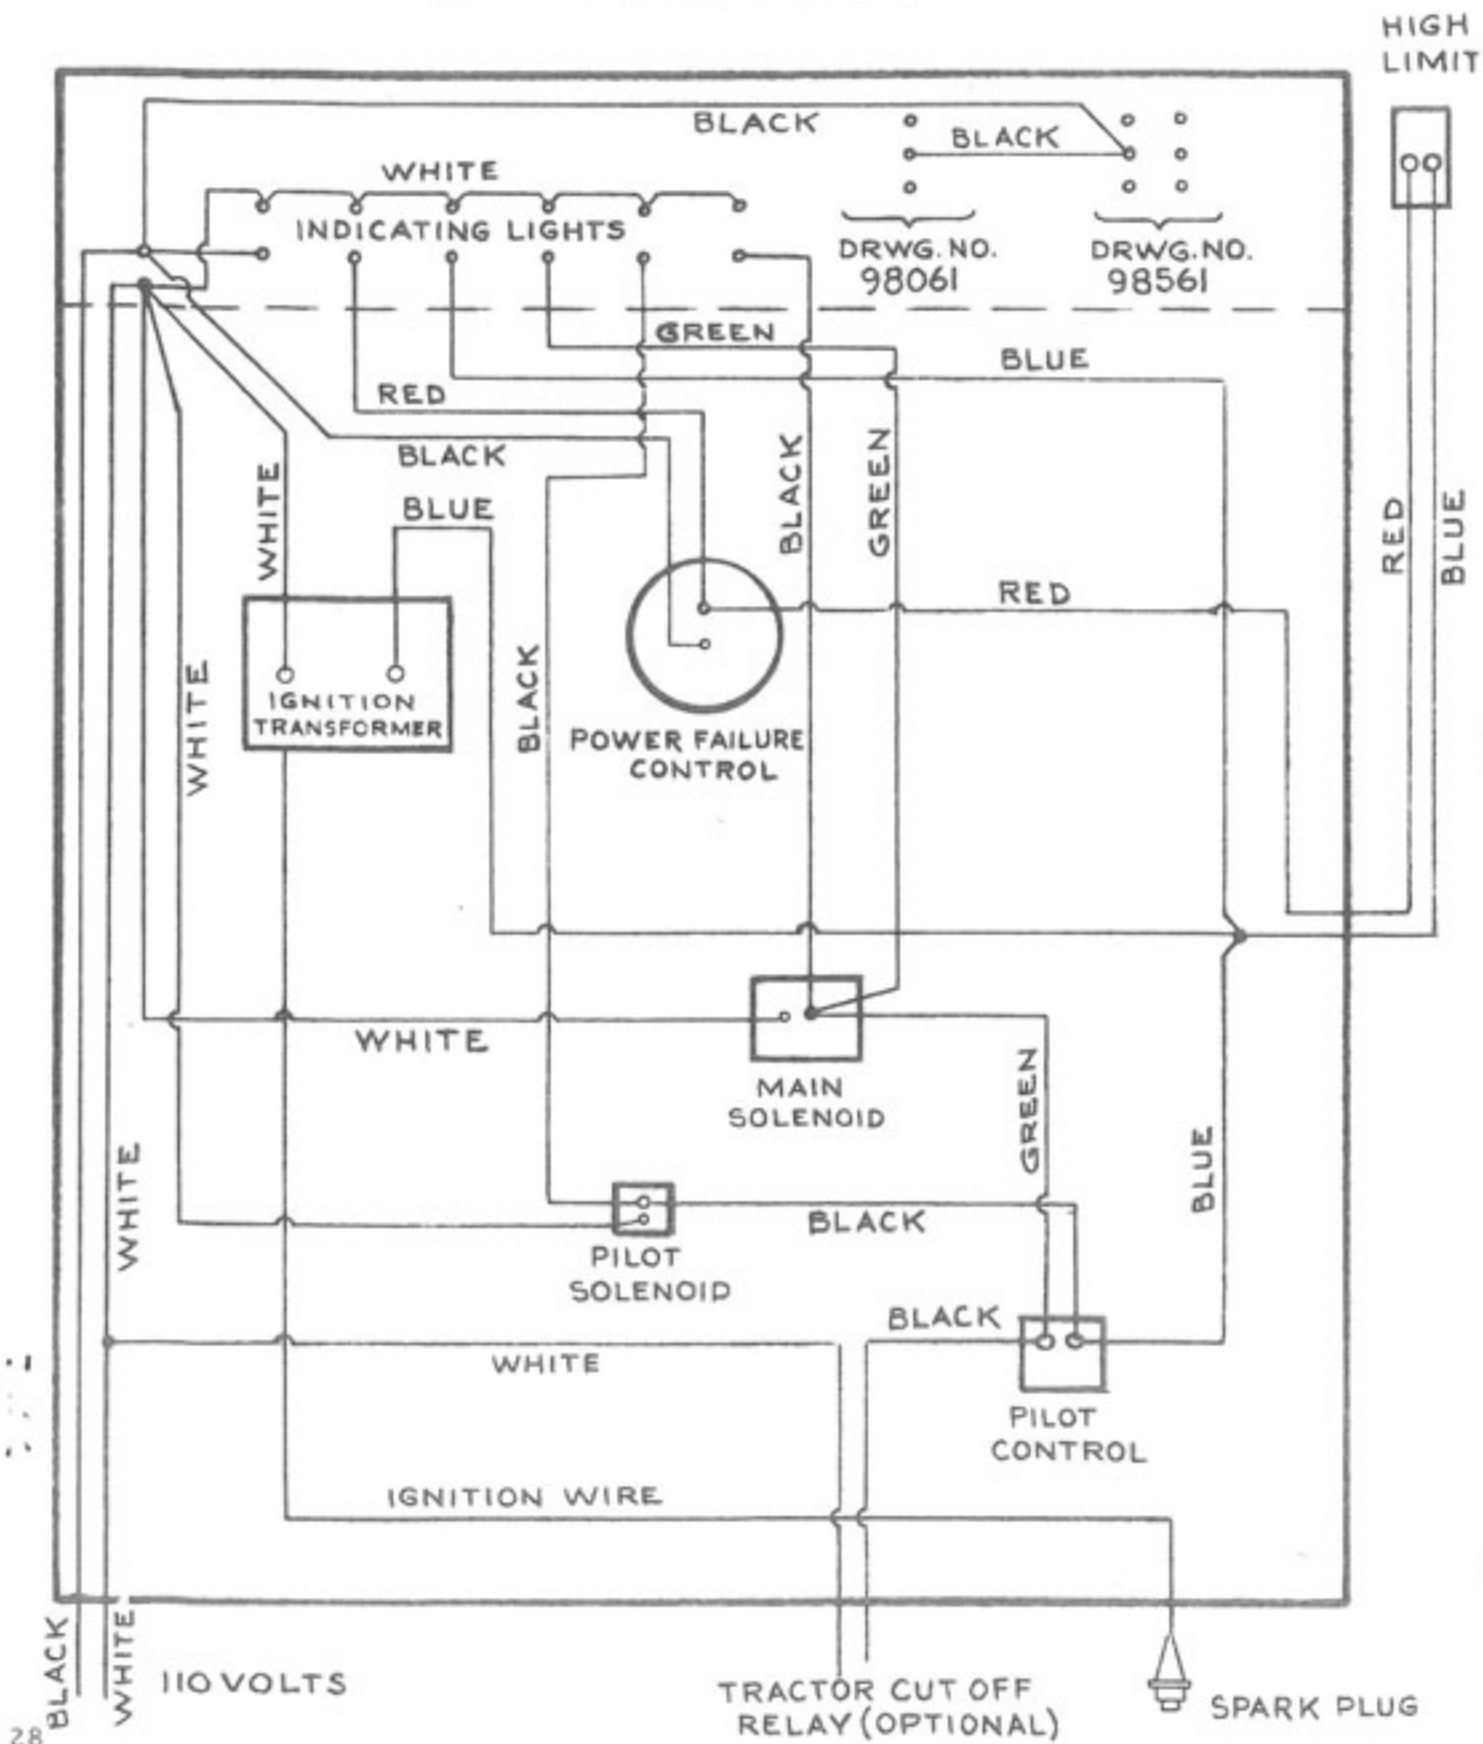 HIGH
LIMIT
BLACK
BLACK
WHITE
INDICATING LIGHTS
DRWG. NO.
98061
DRWG. NO.
98561
GREEN
BLUE
RED
BLACK
WHITE
BLUE
BLACK
GREEN
RED
BLUE
RED
WHITE
IGNITION
TRANSFORMER
BLACK
POWER FAILURE
CONTROL
WHITE
MAIN
SOLENOID
GREEN
BLUE
WHITE
BLACK
PILOT
SOLENOID
BLACK
WHITE
PILOT
CONTROL
IGNITION WIRE
BLACK
WHITE
110 VOLTS
TRACTOR CUT OFF
RELAY (OPTIONAL)
SPARK PLUG
28